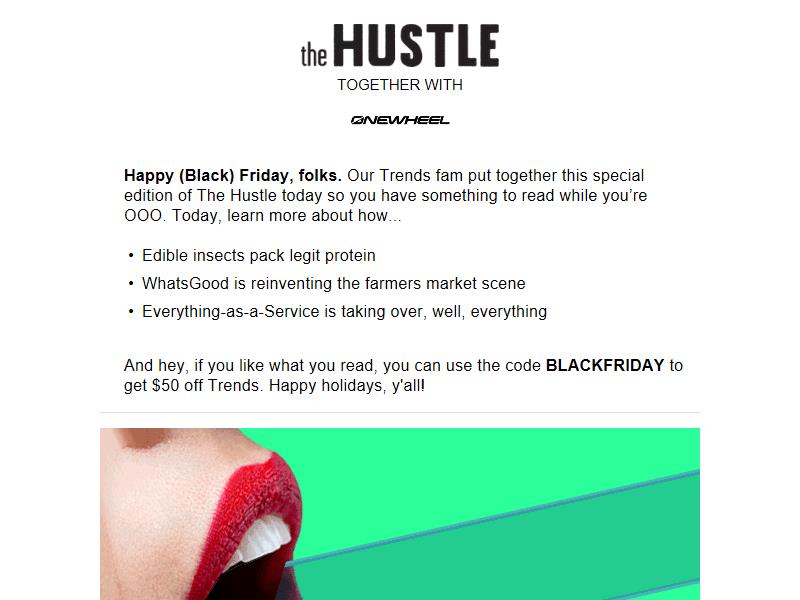 the HUSTLE
TOGETHER WITH
ONEWHEEL
Happy (Black) Friday, folks. Our Trends fam put together this special
edition of The Hustle today so you have something to read while you’re
OOO. Today, learn more about how...
• Edible insects pack legit protein
• WhatsGood is reinventing the farmers market scene
• Everything-as-a-Service is taking over, well, everything
And hey, if you like what you read, you can use the code BLACKFRIDAY to
get $50 off Trends. Happy holidays, y'all!